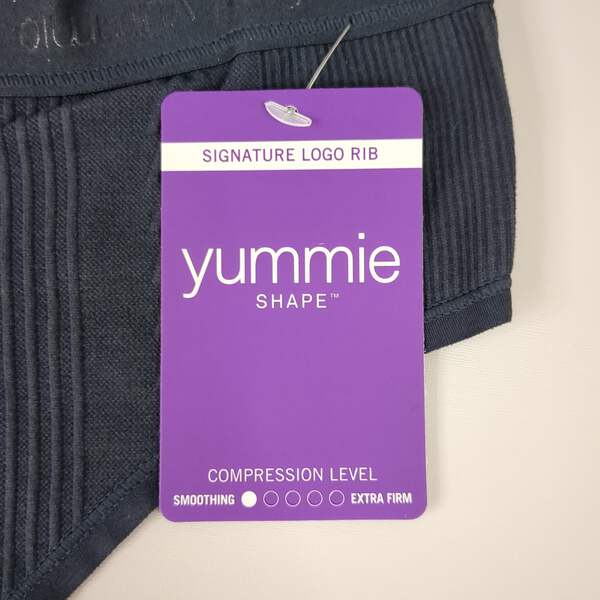 SIGNATURE LOGO RIB
yummie
SHAPE™
COMPRESSION LEVEL
SMOOTHING EXTRA FIRM